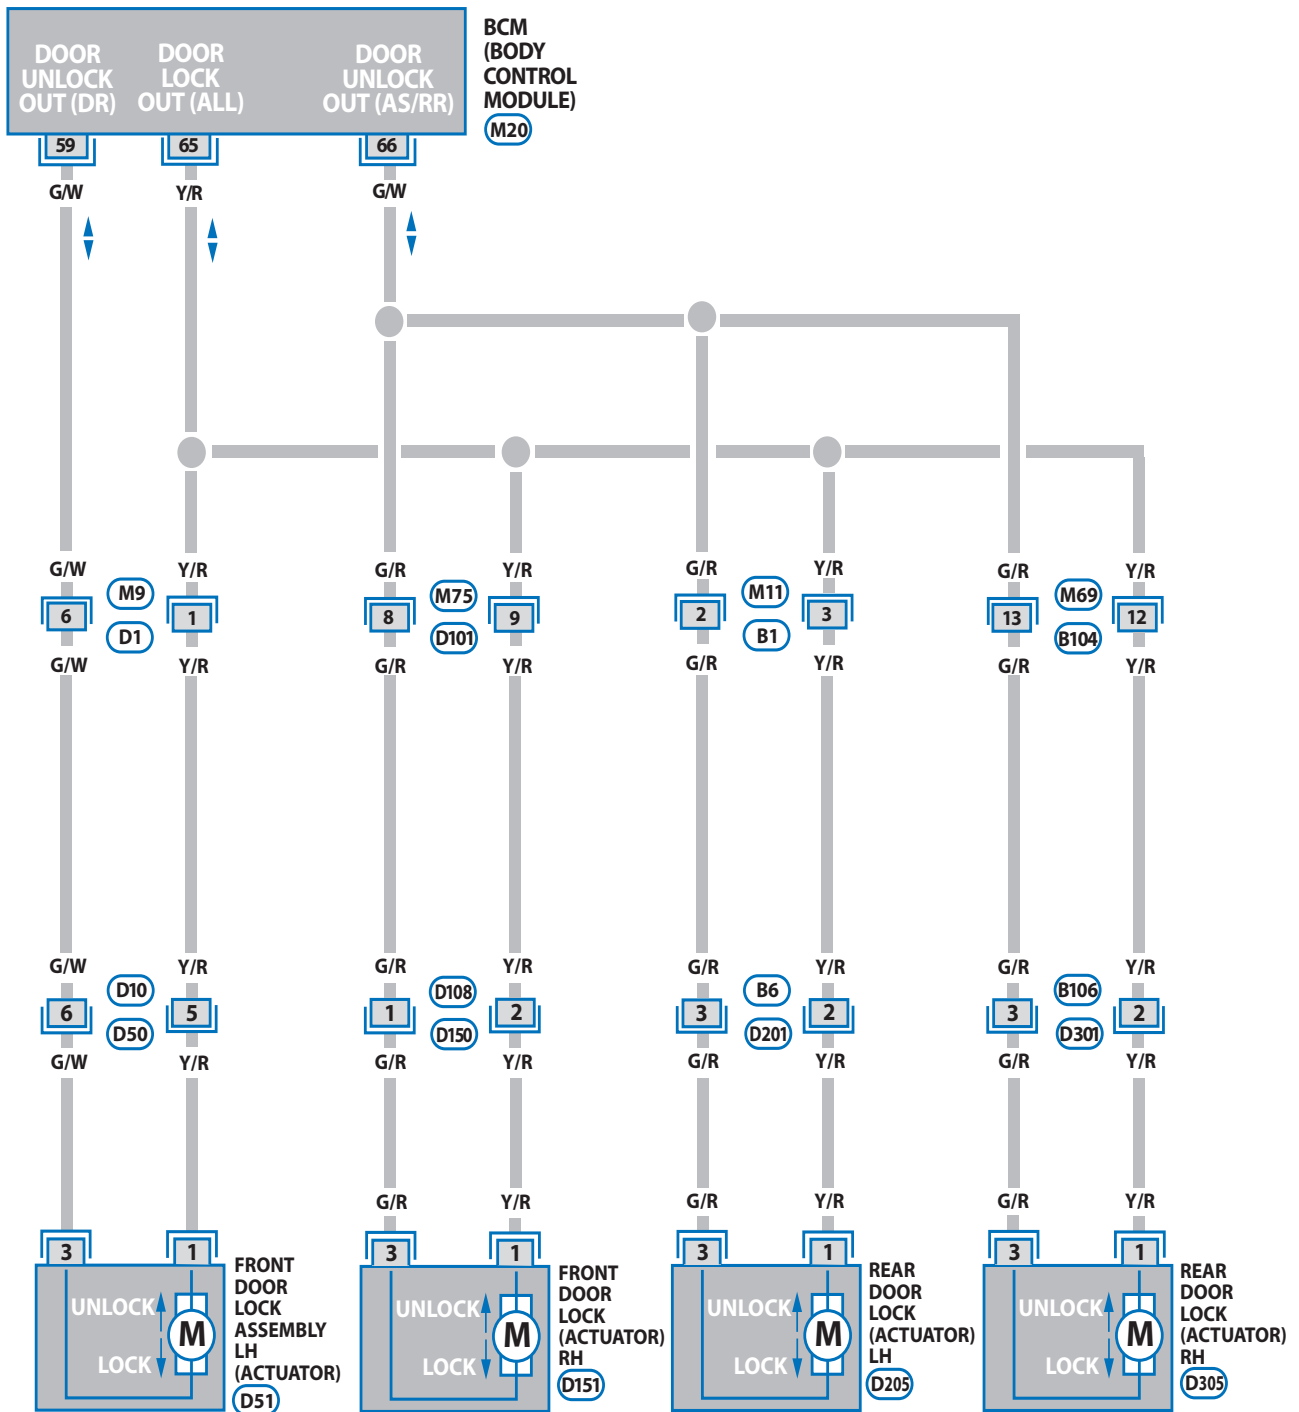 BCM
(BODY
CONTROL
MODULE)
M20
DOOR
UNLOCK
OUT (DR)
DOOR
LOCK
OUT (ALL)
DOOR
UNLOCK
OUT (AS/RR)
59
65
66
G/W
Y/R
G/W
G/W
Y/R
G/R
Y/R
G/R
Y/R
G/R
Y/R
6
M9
D1
1
8
M75
D101
9
2
M11
B1
3
13
M69
B104
12
G/W
Y/R
G/R
Y/R
G/R
Y/R
G/R
Y/R
G/W
Y/R
G/R
Y/R
G/R
Y/R
G/R
Y/R
6
D10
D50
5
1
D108
D150
2
3
B6
D201
2
3
B106
D301
2
G/W
Y/R
G/R
Y/R
G/R
Y/R
G/R
Y/R
G/R
Y/R
G/R
Y/R
G/R
Y/R
3
1
3
1
3
1
3
1
UNLOCK
LOCK
M
FRONT
DOOR
LOCK
ASSEMBLY
LH
(ACTUATOR)
D51
UNLOCK
LOCK
M
FRONT
DOOR
LOCK
(ACTUATOR)
RH
D151
UNLOCK
LOCK
M
REAR
DOOR
LOCK
(ACTUATOR)
LH
D205
UNLOCK
LOCK
M
REAR
DOOR
LOCK
(ACTUATOR)
RH
D305